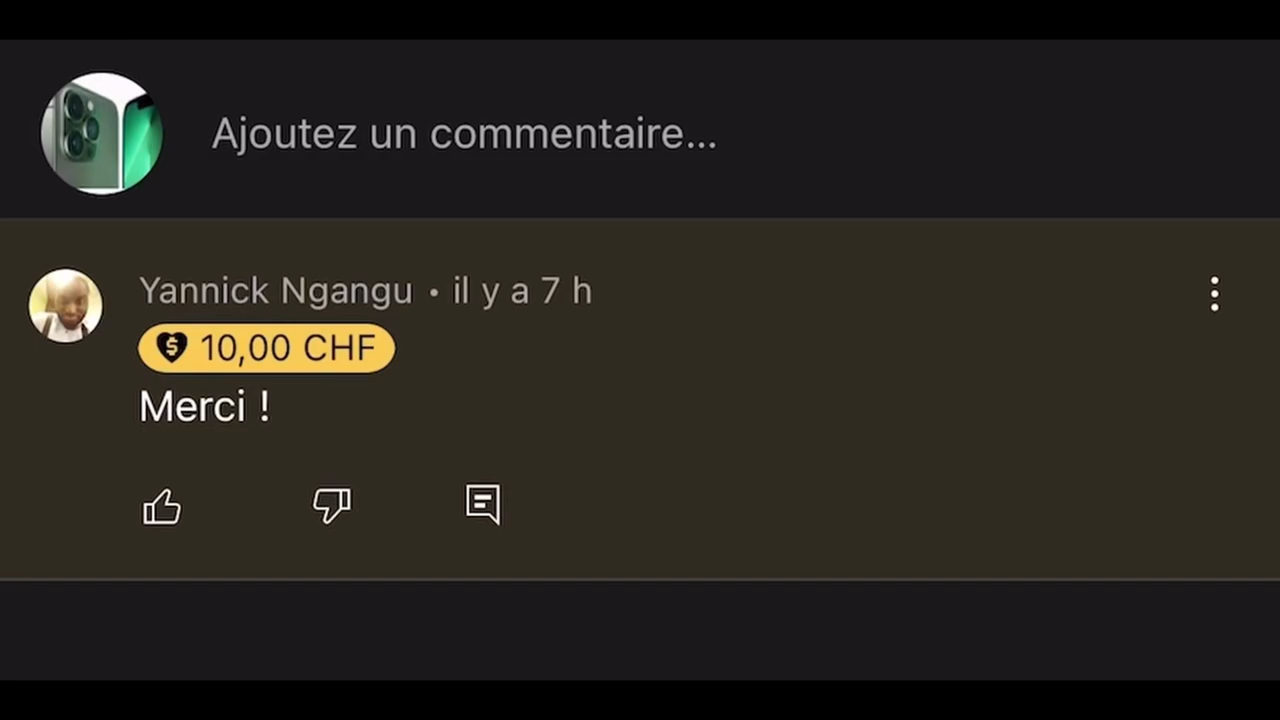 Ajoutez un commentaire...
Yannick Ngangu • il y a 7 h
10,00 CHF
Merci !